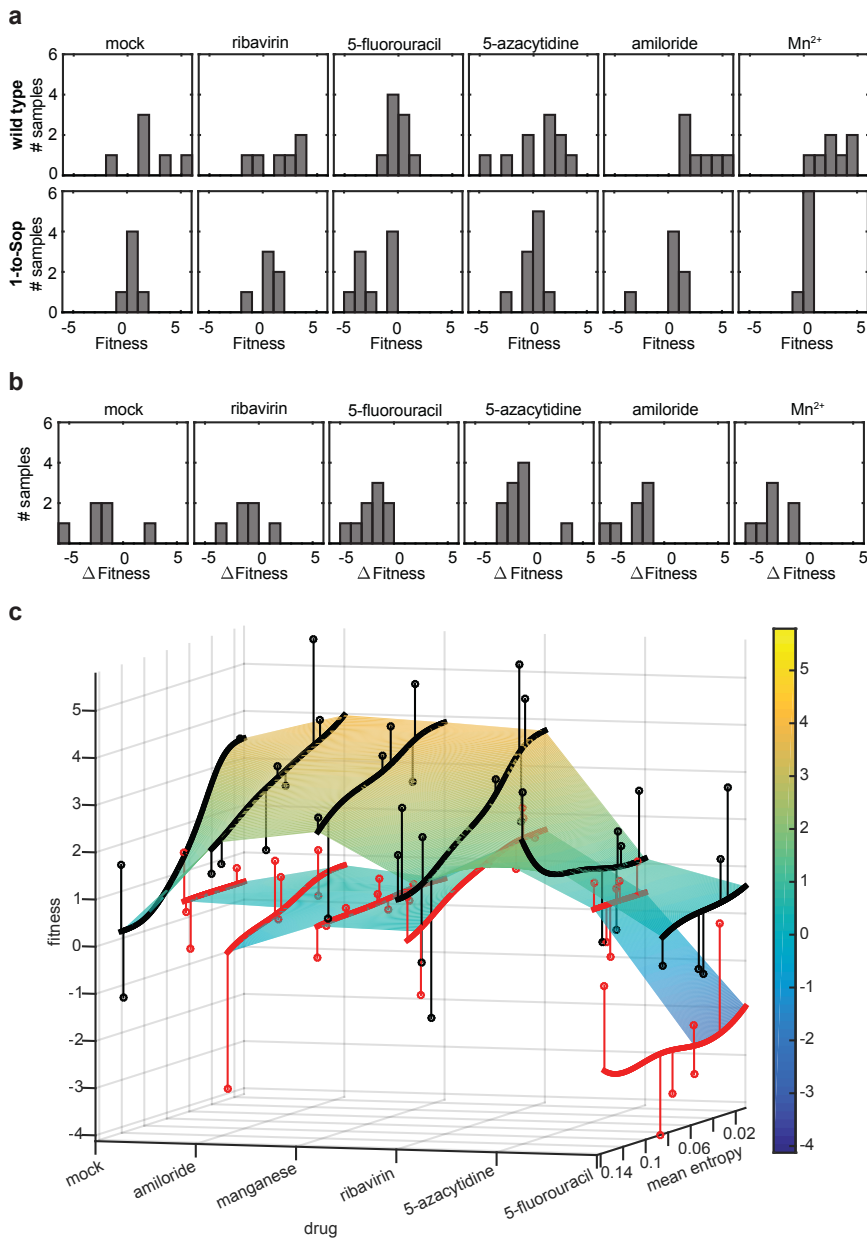 a
mock ribavirin 5-fluorouracil 5-azacytidine amiloride Mn²⁺
wild type
# samples
6
4
2
0
1-to-Sop
# samples
6
4
2
0
-5 0 5 -5 0 5 -5 0 5 -5 0 5 -5 0 5 -5 0 5
Fitness Fitness Fitness Fitness Fitness Fitness
b
mock ribavirin 5-fluorouracil 5-azacytidine amiloride Mn²⁺
# samples
6
4
2
-5 0 5 -5 0 5 -5 0 5 -5 0 5 -5 0 5 -5 0 5
Δ Fitness Δ Fitness Δ Fitness Δ Fitness Δ Fitness Δ Fitness
c
fitness
5
4
3
2
1
0
-1
-2
-3
-4
mock
amiloride
manganese
ribavirin
5-azacytidine
5-fluorouracil
drug
0.14
0.1
0.06
0.02
mean entropy
5
4
3
2
1
0
-1
-2
-3
-4